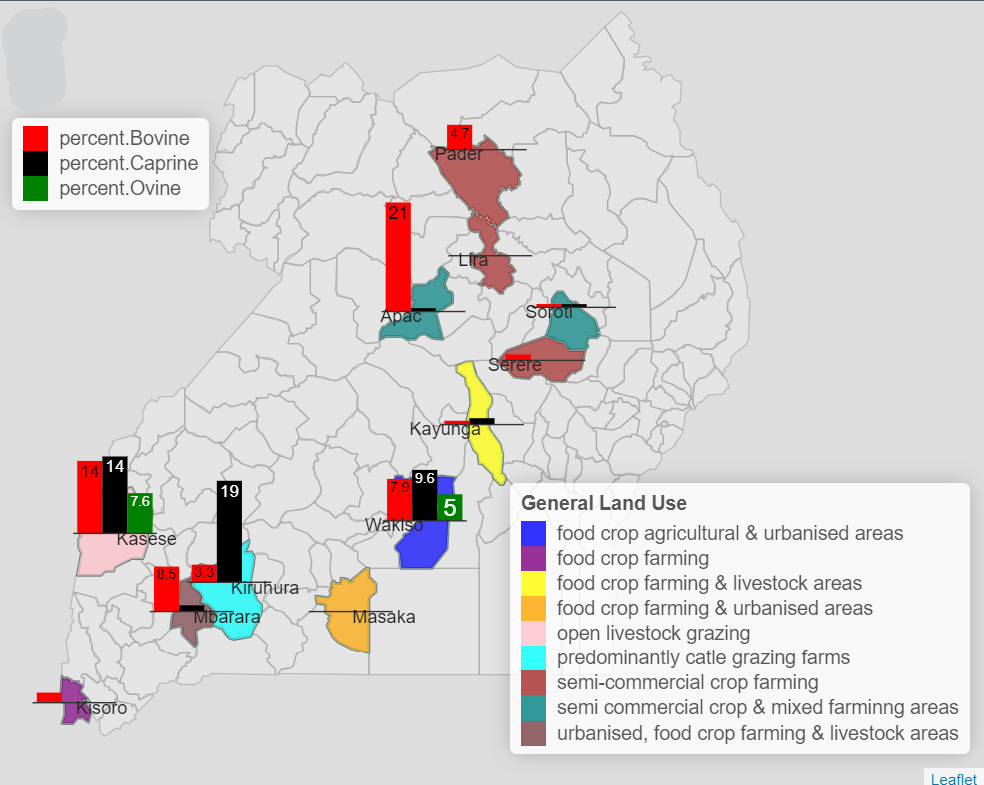 percent.Bovine
percent.Caprine
percent.Ovine
4.7
Pader
21
Lira
Apac
Soroti
Serere
Kayunga
14
14
7.6
Kasese
19
7.9
9.6
5
Wakiso
8.5
3.3
Kiruhura
Mbarara
Masaka
Kisoro
General Land Use
food crop agricultural & urbanised areas
food crop farming
food crop farming & livestock areas
food crop farming & urbanised areas
open livestock grazing
predominantly catle grazing farms
semi-commercial crop farming
semi commercial crop & mixed farminng areas
urbanised, food crop farming & livestock areas
Leaflet